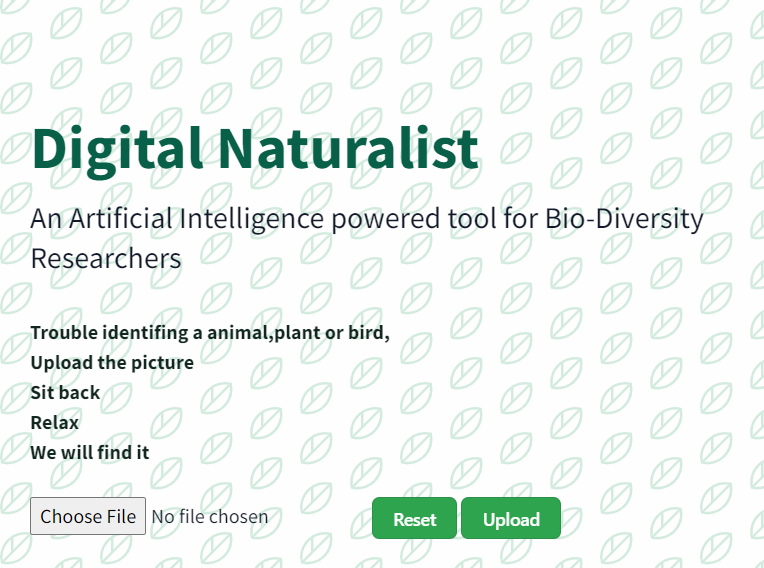 Digital Naturalist
An Artificial Intelligence powered tool for Bio-Diversity
Researchers
Trouble identifing a animal,plant or bird,
Upload the picture
Sit back
Relax
We will find it
Choose File No file chosen Reset Upload